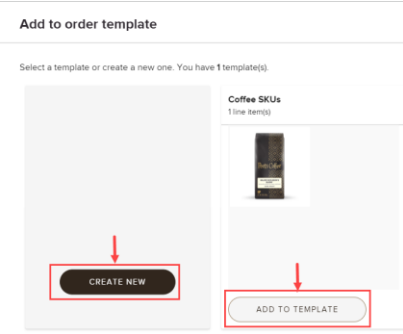 Add to order template
Select a template or create a new one. You have 1 template(s).
Coffee SKUs
1 line item(s)
CREATE NEW
ADD TO TEMPLATE